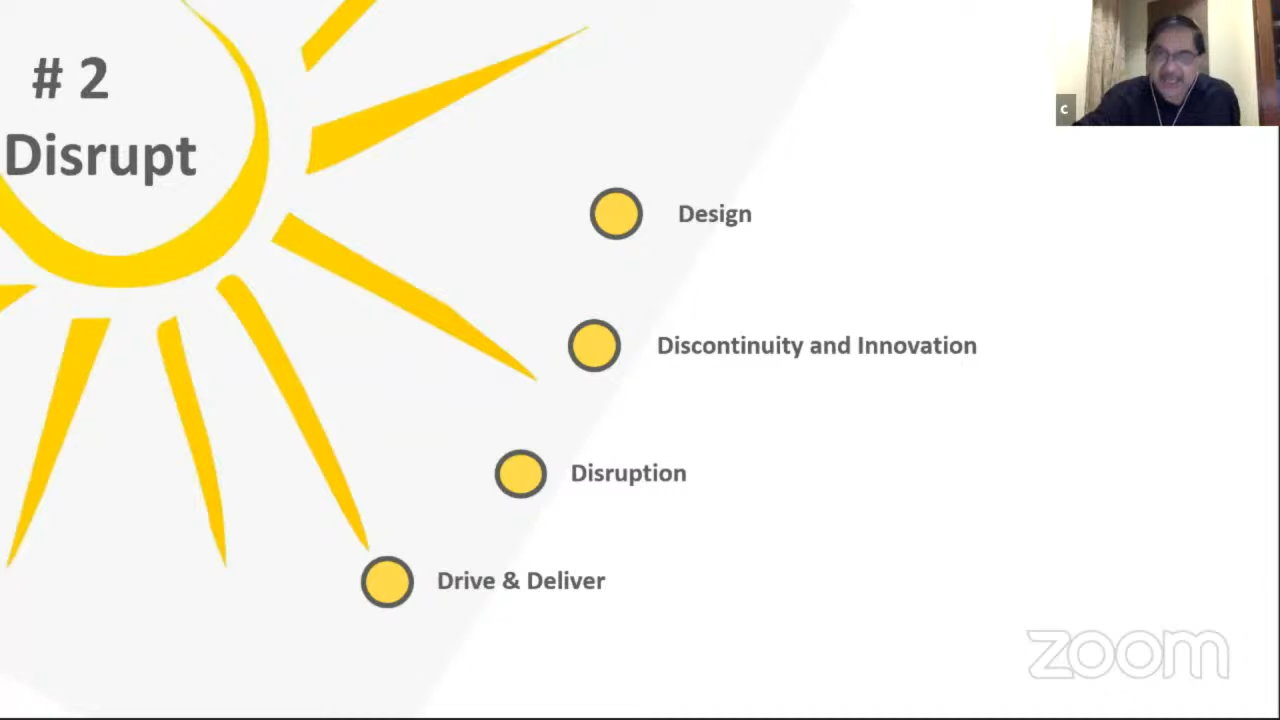 # 2
Disrupt
C
Design
Discontinuity and Innovation
Disruption
Drive & Deliver
zoom